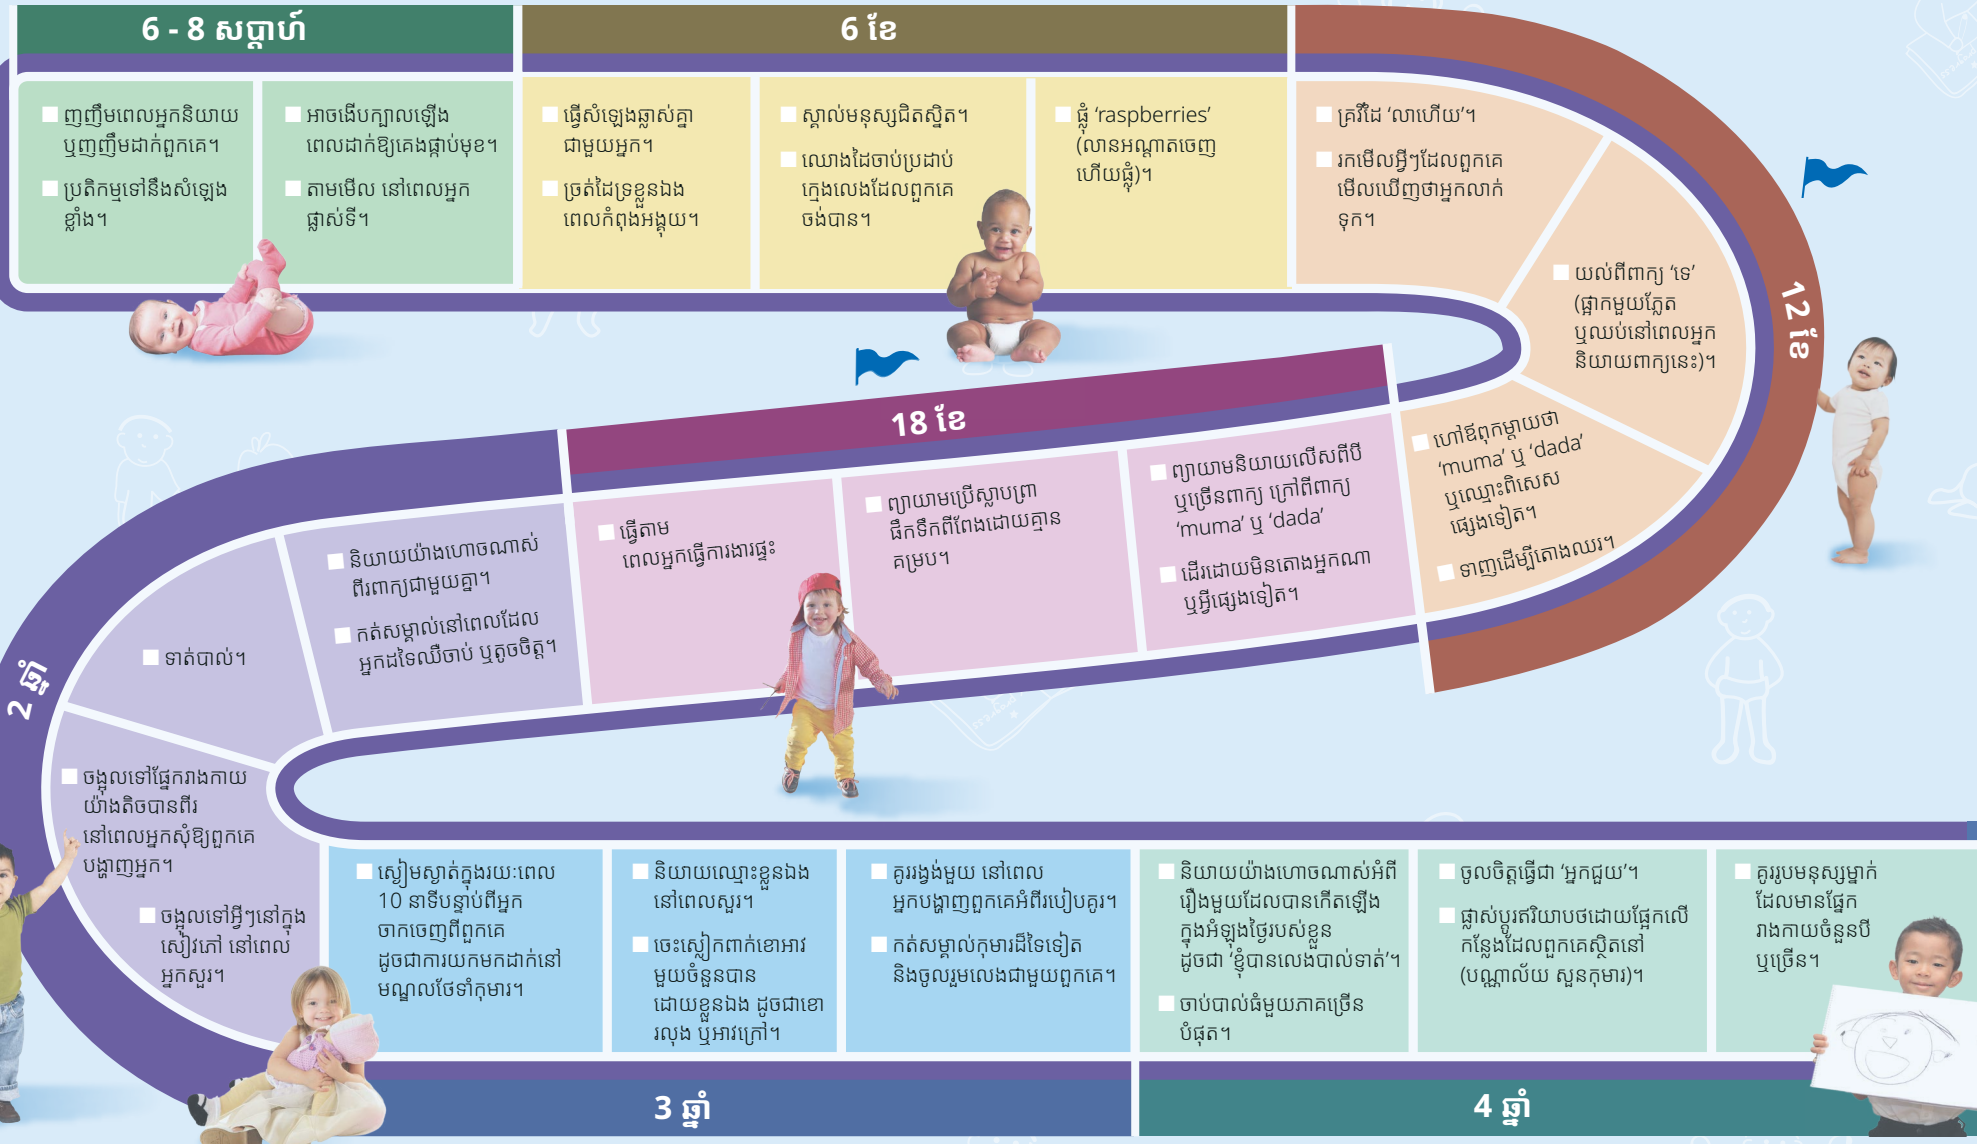 6 - 8 សប្តាហ៍
ញញឹមពេលអ្នកនិយាយ
ឬញញឹមដាក់ពួកគេ។
ប្រតិកម្មទៅនឹងសំឡេង
ខ្លាំង។
អាចងើបក្បាលឡើង
ពេលដាក់ឱ្យគេងផ្កាប់មុខ។
តាមមើល នៅពេលអ្នក
ផ្លាស់ទី។
6 ខែ
ធ្វើសំឡេងឆ្លាស់គ្នា
ជាមួយអ្នក។
ច្រត់ដៃទ្រខ្លួនឯង
ពេលកំពុងអង្គុយ។
ស្គាល់មនុស្សជិតស្និត។
ឈោងដៃចាប់ប្រដាប់
ក្មេងលេងដែលពួកគេ
ចង់បាន។
ផ្លុំ ‘raspberries’
(លានអណ្តាតចេញ
ហើយផ្លុំ)។
12 ខែ
គ្រវីដៃ ‘លាហើយ’។
រកមើលអ្វីៗដែលពួកគេ
មើលឃើញថាអ្នកលាក់
ទុក។
យល់ពីពាក្យ ‘ទេ’
(ផ្អាកមួយភ្លែត
ឬឈប់នៅពេលអ្នក
និយាយពាក្យនេះ)។
ហៅឪពុកម្តាយថា
‘muma’ ឬ ‘dada’
ឬឈ្មោះពិសេស
ផ្សេងទៀត។
ទាញដើម្បីតោងឈរ។
18 ខែ
ព្យាយាមនិយាយលើសពីបី
ឬច្រើនពាក្យ ក្រៅពីពាក្យ
‘muma’ ឬ ‘dada’
ដើរដោយមិនតោងអ្នកណា
ឬអ្វីផ្សេងទៀត។
ព្យាយាមប្រើស្លាបព្រា
ផឹកទឹកពីពែងដោយគ្មាន
គម្រប។
ធ្វើតាម
ពេលអ្នកធ្វើការងារផ្ទះ
2 ឆ្នាំ
និយាយយ៉ាងហោចណាស់
ពីរពាក្យជាមួយគ្នា។
កត់សម្គាល់នៅពេលដែល
អ្នកដទៃឈឺចាប់ ឬតូចចិត្ត។
ទាត់បាល់។
ចង្អុលទៅផ្នែករាងកាយ
យ៉ាងតិចបានពីរ
នៅពេលអ្នកសុំឱ្យពួកគេ
បង្ហាញអ្នក។
ចង្អុលទៅអ្វីៗនៅក្នុង
សៀវភៅ នៅពេល
អ្នកសួរ។
ស្ងៀមស្ងាត់ក្នុងរយៈពេល
10 នាទីបន្ទាប់ពីអ្នក
ចាកចេញពីពួកគេ
ដូចជាការយកមកដាក់នៅ
មណ្ឌលថែទាំកុមារ។
និយាយឈ្មោះខ្លួនឯង
នៅពេលសួរ។
ចេះស្លៀកពាក់ខោអាវ
មួយចំនួនបាន
ដោយខ្លួនឯង ដូចជាខោ
រលុង ឬអាវក្រៅ។
គូររង្វង់មួយ នៅពេល
អ្នកបង្ហាញពួកគេអំពីរបៀបគូរ។
កត់សម្គាល់កុមារដ៏ទៃទៀត
និងចូលរួមលេងជាមួយពួកគេ។
3 ឆ្នាំ
និយាយយ៉ាងហោចណាស់អំពី
រឿងមួយដែលបានកើតឡើង
ក្នុងអំឡុងថ្ងៃរបស់ខ្លួន
ដូចជា ‘ខ្ញុំបានលេងបាល់ទាត់’។
ចាប់បាល់ធំមួយភាគច្រើន
បំផុត។
ចូលចិត្តធ្វើជា ‘អ្នកជួយ’។
ផ្លាស់ប្តូរឥរិយាបថដោយផ្អែកលើ
កន្លែងដែលពួកគេស្ថិតនៅ
(បណ្ណាល័យ សួនកុមារ)។
គូររូបមនុស្សម្នាក់
ដែលមានផ្នែក
រាងកាយចំនួនបី
ឬច្រើន។
4 ឆ្នាំ